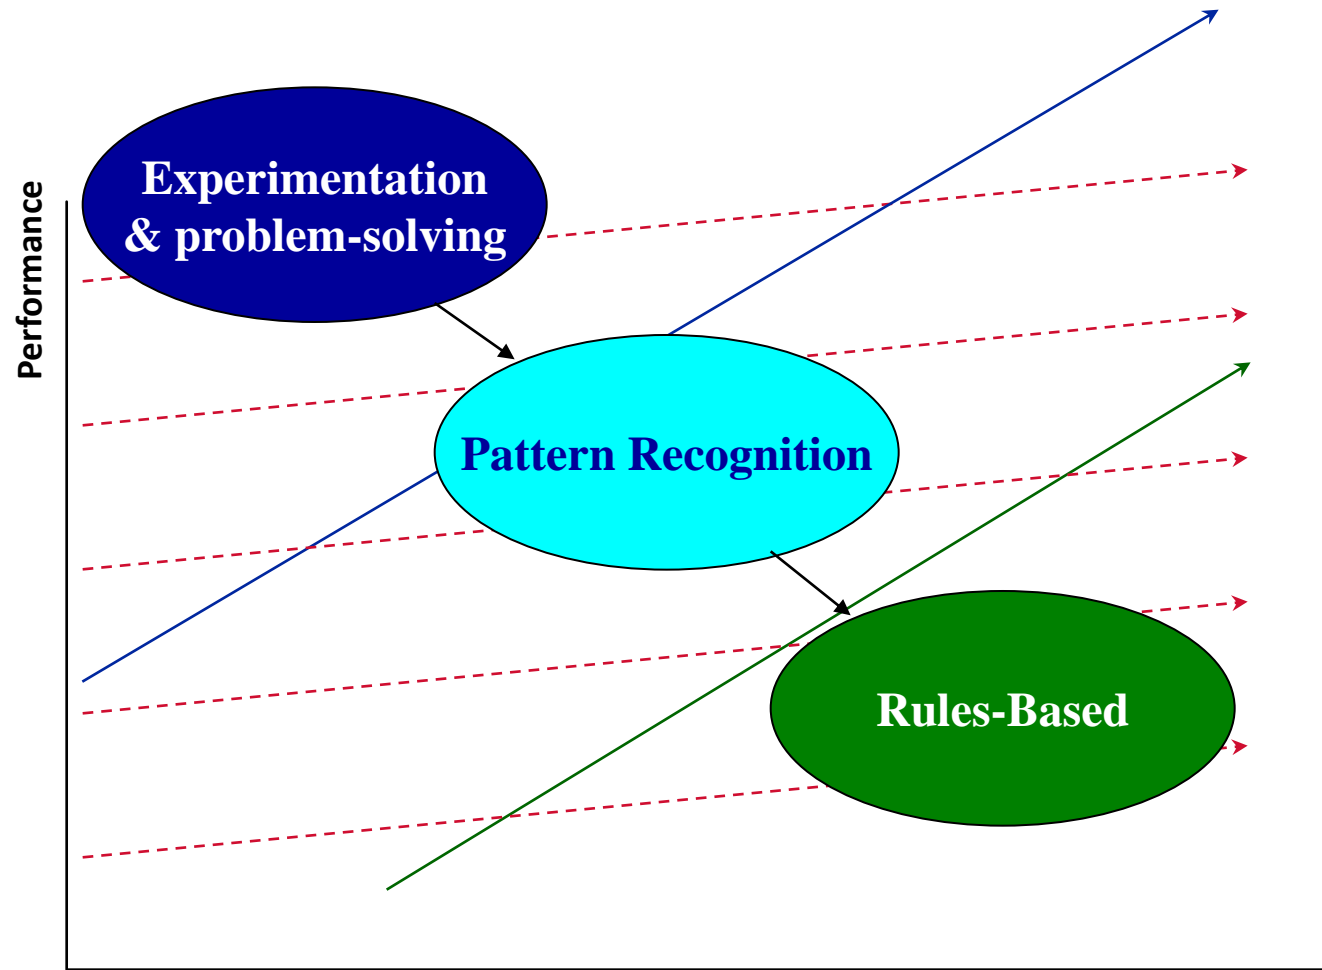 Performance
Experimentation
& problem-solving
Pattern Recognition
Rules-Based